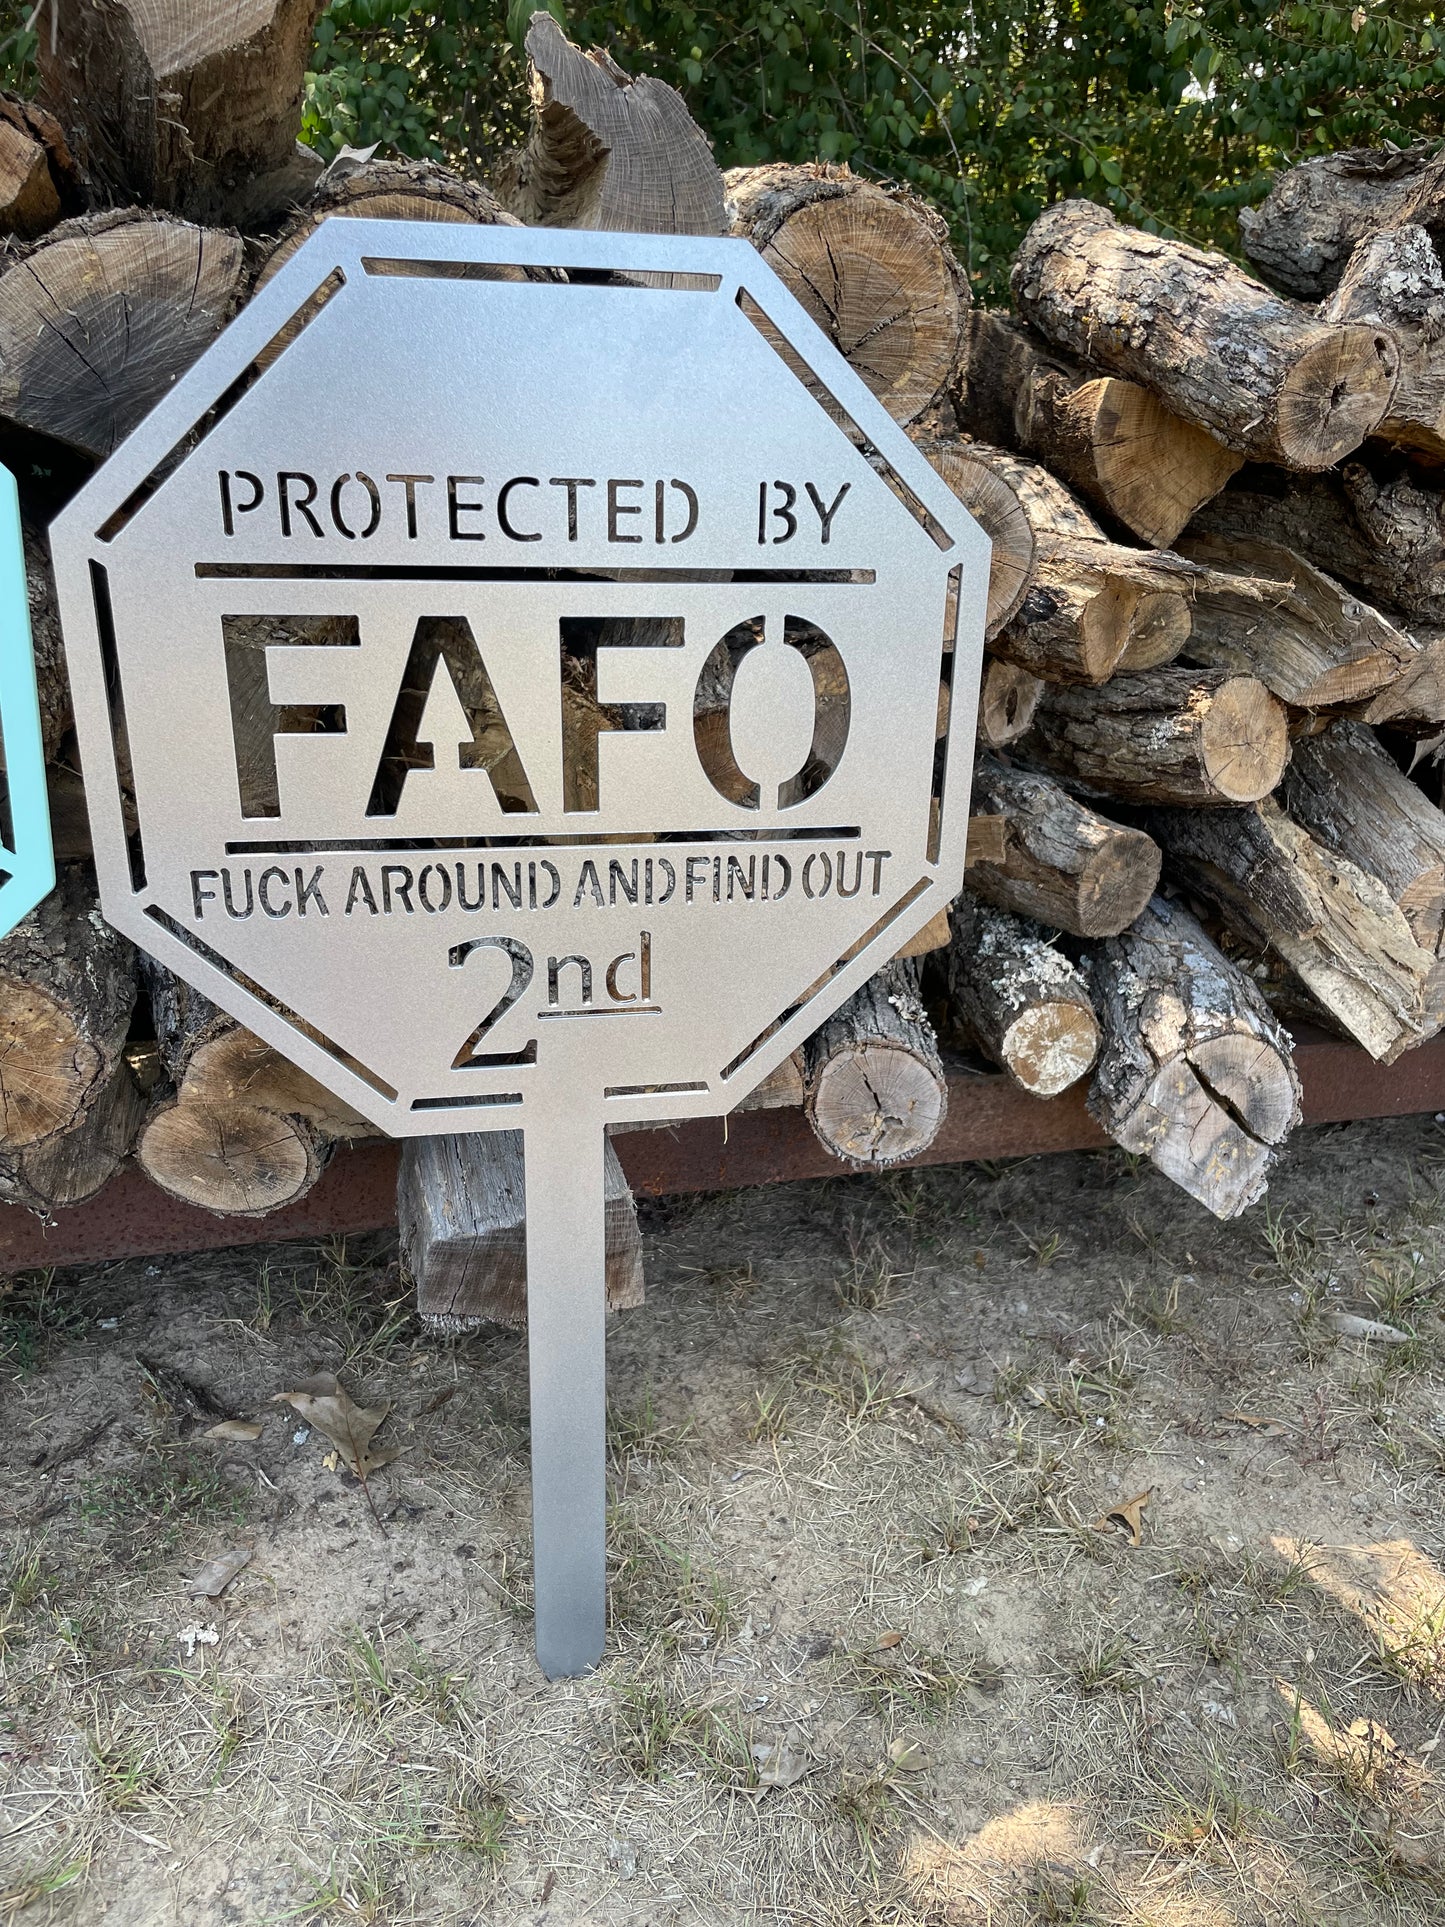 PROTECTED BY
FAFO
FUCK AROUND AND FIND OUT
2nd